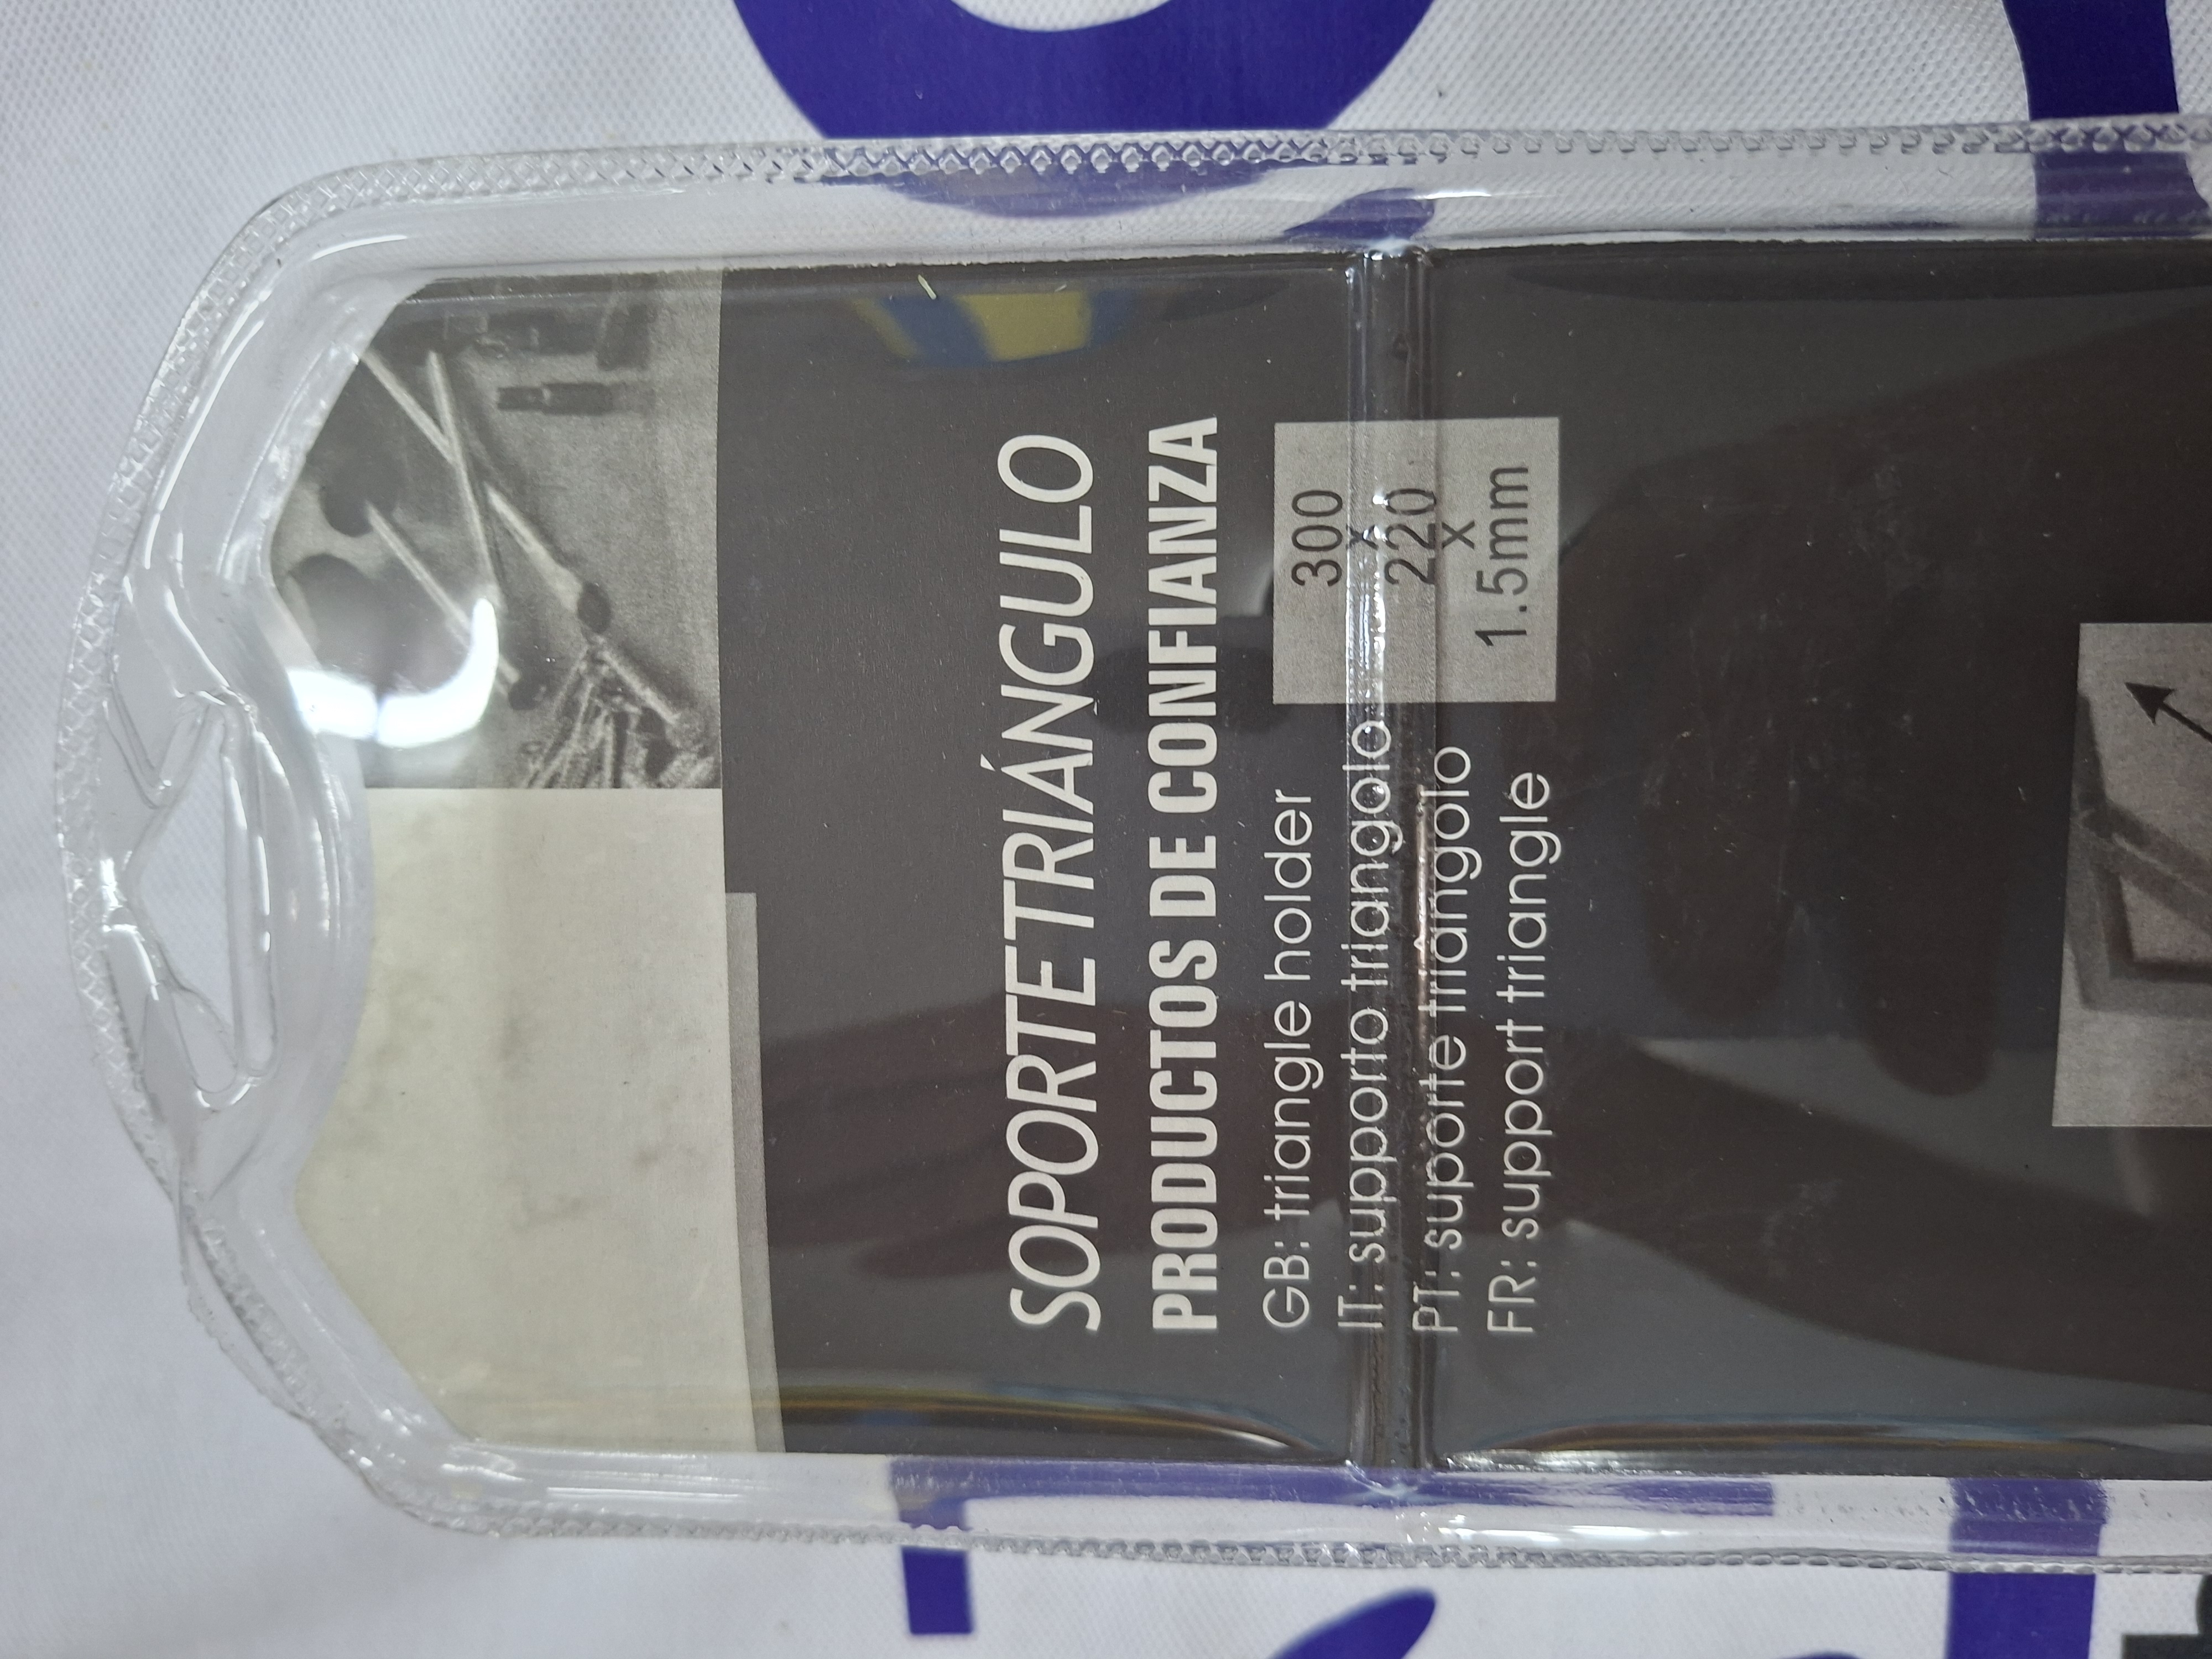 SOPORTE TRIÁNGULO
PRODUCTOS DE CONFIANZA
GB: triangle holder
IT: supporto triangolo
PT: suporte triangolo
FR: support triangle
300
x
220
x
1.5mm